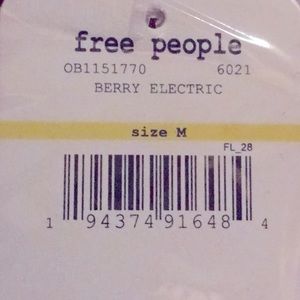 free people
OB1151770 6021
BERRY ELECTRIC
size M
FL_28
1 94374 91648 4